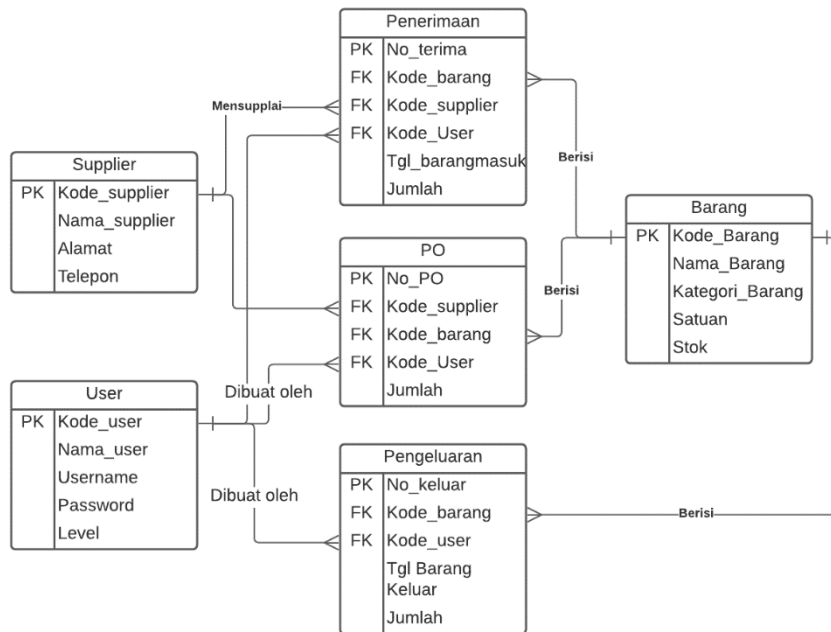 Penerimaan
PK No_terima
FK Kode_barang
FK Kode_supplier
FK Kode_User
Tgl_barangmasuk
Jumlah
Mensupplai
Supplier
PK Kode_supplier
Nama_supplier
Alamat
Telepon
Berisi
Barang
PK Kode_Barang
Nama_Barang
Kategori_Barang
Satuan
Stok
PO
PK No_PO
FK Kode_supplier
FK Kode_barang
FK Kode_User
Jumlah
Berisi
User
PK Kode_user
Nama_user
Username
Password
Level
Dibuat oleh
Dibuat oleh
Pengeluaran
PK No_keluar
FK Kode_barang
FK Kode_user
Tgl Barang
Keluar
Jumlah
Berisi